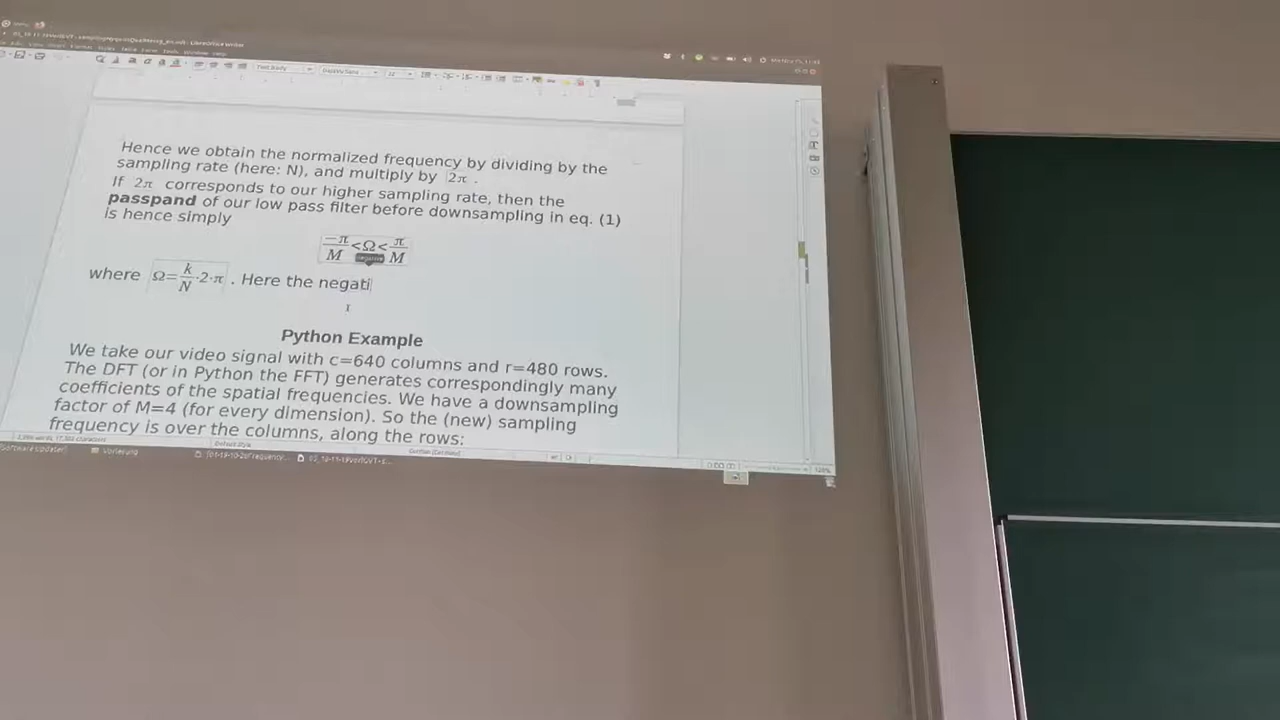 Hence we obtain the normalized frequency by dividing by the
sampling rate (here: N), and multiply by 2π .
If 2π corresponds to our higher sampling rate, then the
passpand of our low pass filter before downsampling in eq. (1)
is hence simply
-π/M <Ω< π/M
negative
where Ω=k/N·2·π . Here the negati
Python Example
We take our video signal with c=640 columns and r=480 rows.
The DFT (or in Python the FFT) generates correspondingly many
coefficients of the spatial frequencies. We have a downsampling
factor of M=4 (for every dimension). So the (new) sampling
frequency is over the columns, along the rows:
Default Style
Vorlesung